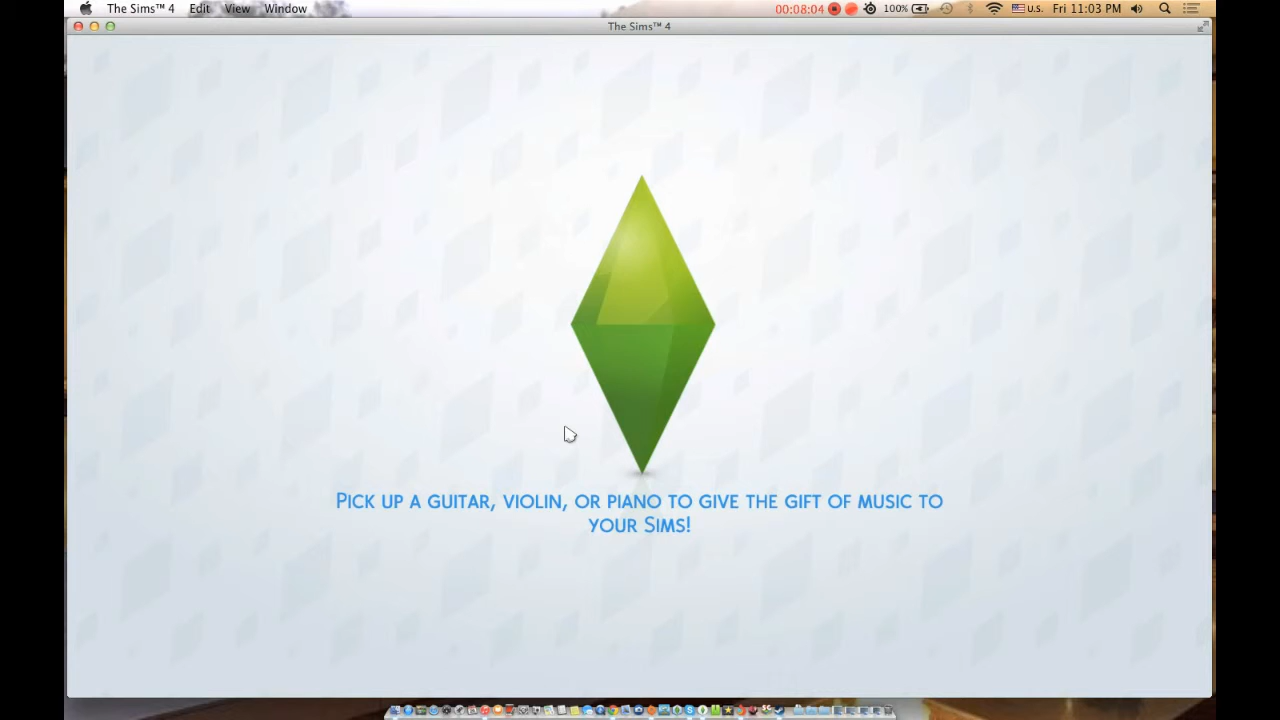 The Sims™ 4 Edit View Window 00:08:04 100% U.S. Fri 11:03 PM
The Sims™ 4
Pick up a guitar, violin, or piano to give the gift of music to
your Sims!